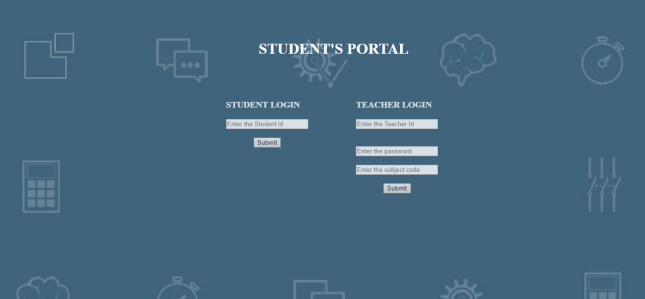 STUDENT'S PORTAL
STUDENT LOGIN
Enter the Student id
Submit
TEACHER LOGIN
Enter the Teacher Id
Enter the password
Enter the subject code
Submit